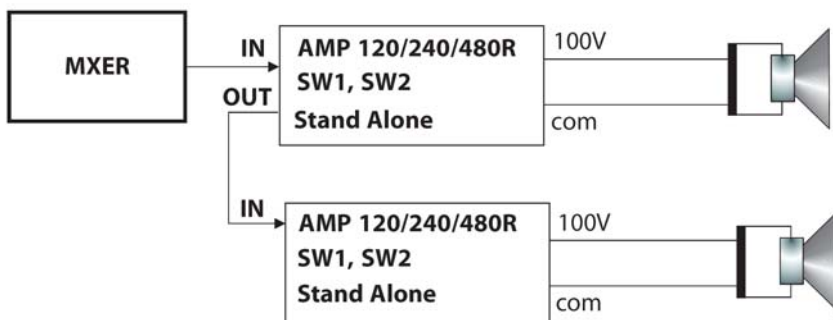 MXER
IN
OUT
AMP 120/240/480R
SW1, SW2
Stand Alone
100V
com
IN
AMP 120/240/480R
SW1, SW2
Stand Alone
100V
com